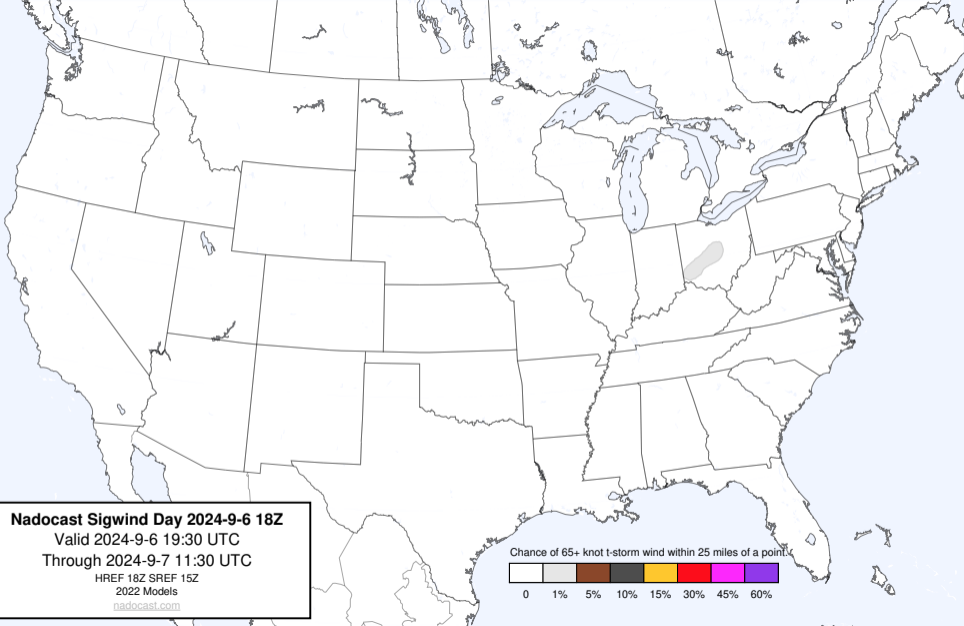 Nadocast Sigwind Day 2024-9-6 18Z
Valid 2024-9-6 19:30 UTC
Through 2024-9-7 11:30 UTC
HREF 18Z SREF 15Z
2022 Models
nadocast.com
Chance of 65+ knot t-storm wind within 25 miles of a point.
0 1% 5% 10% 15% 30% 45% 60%